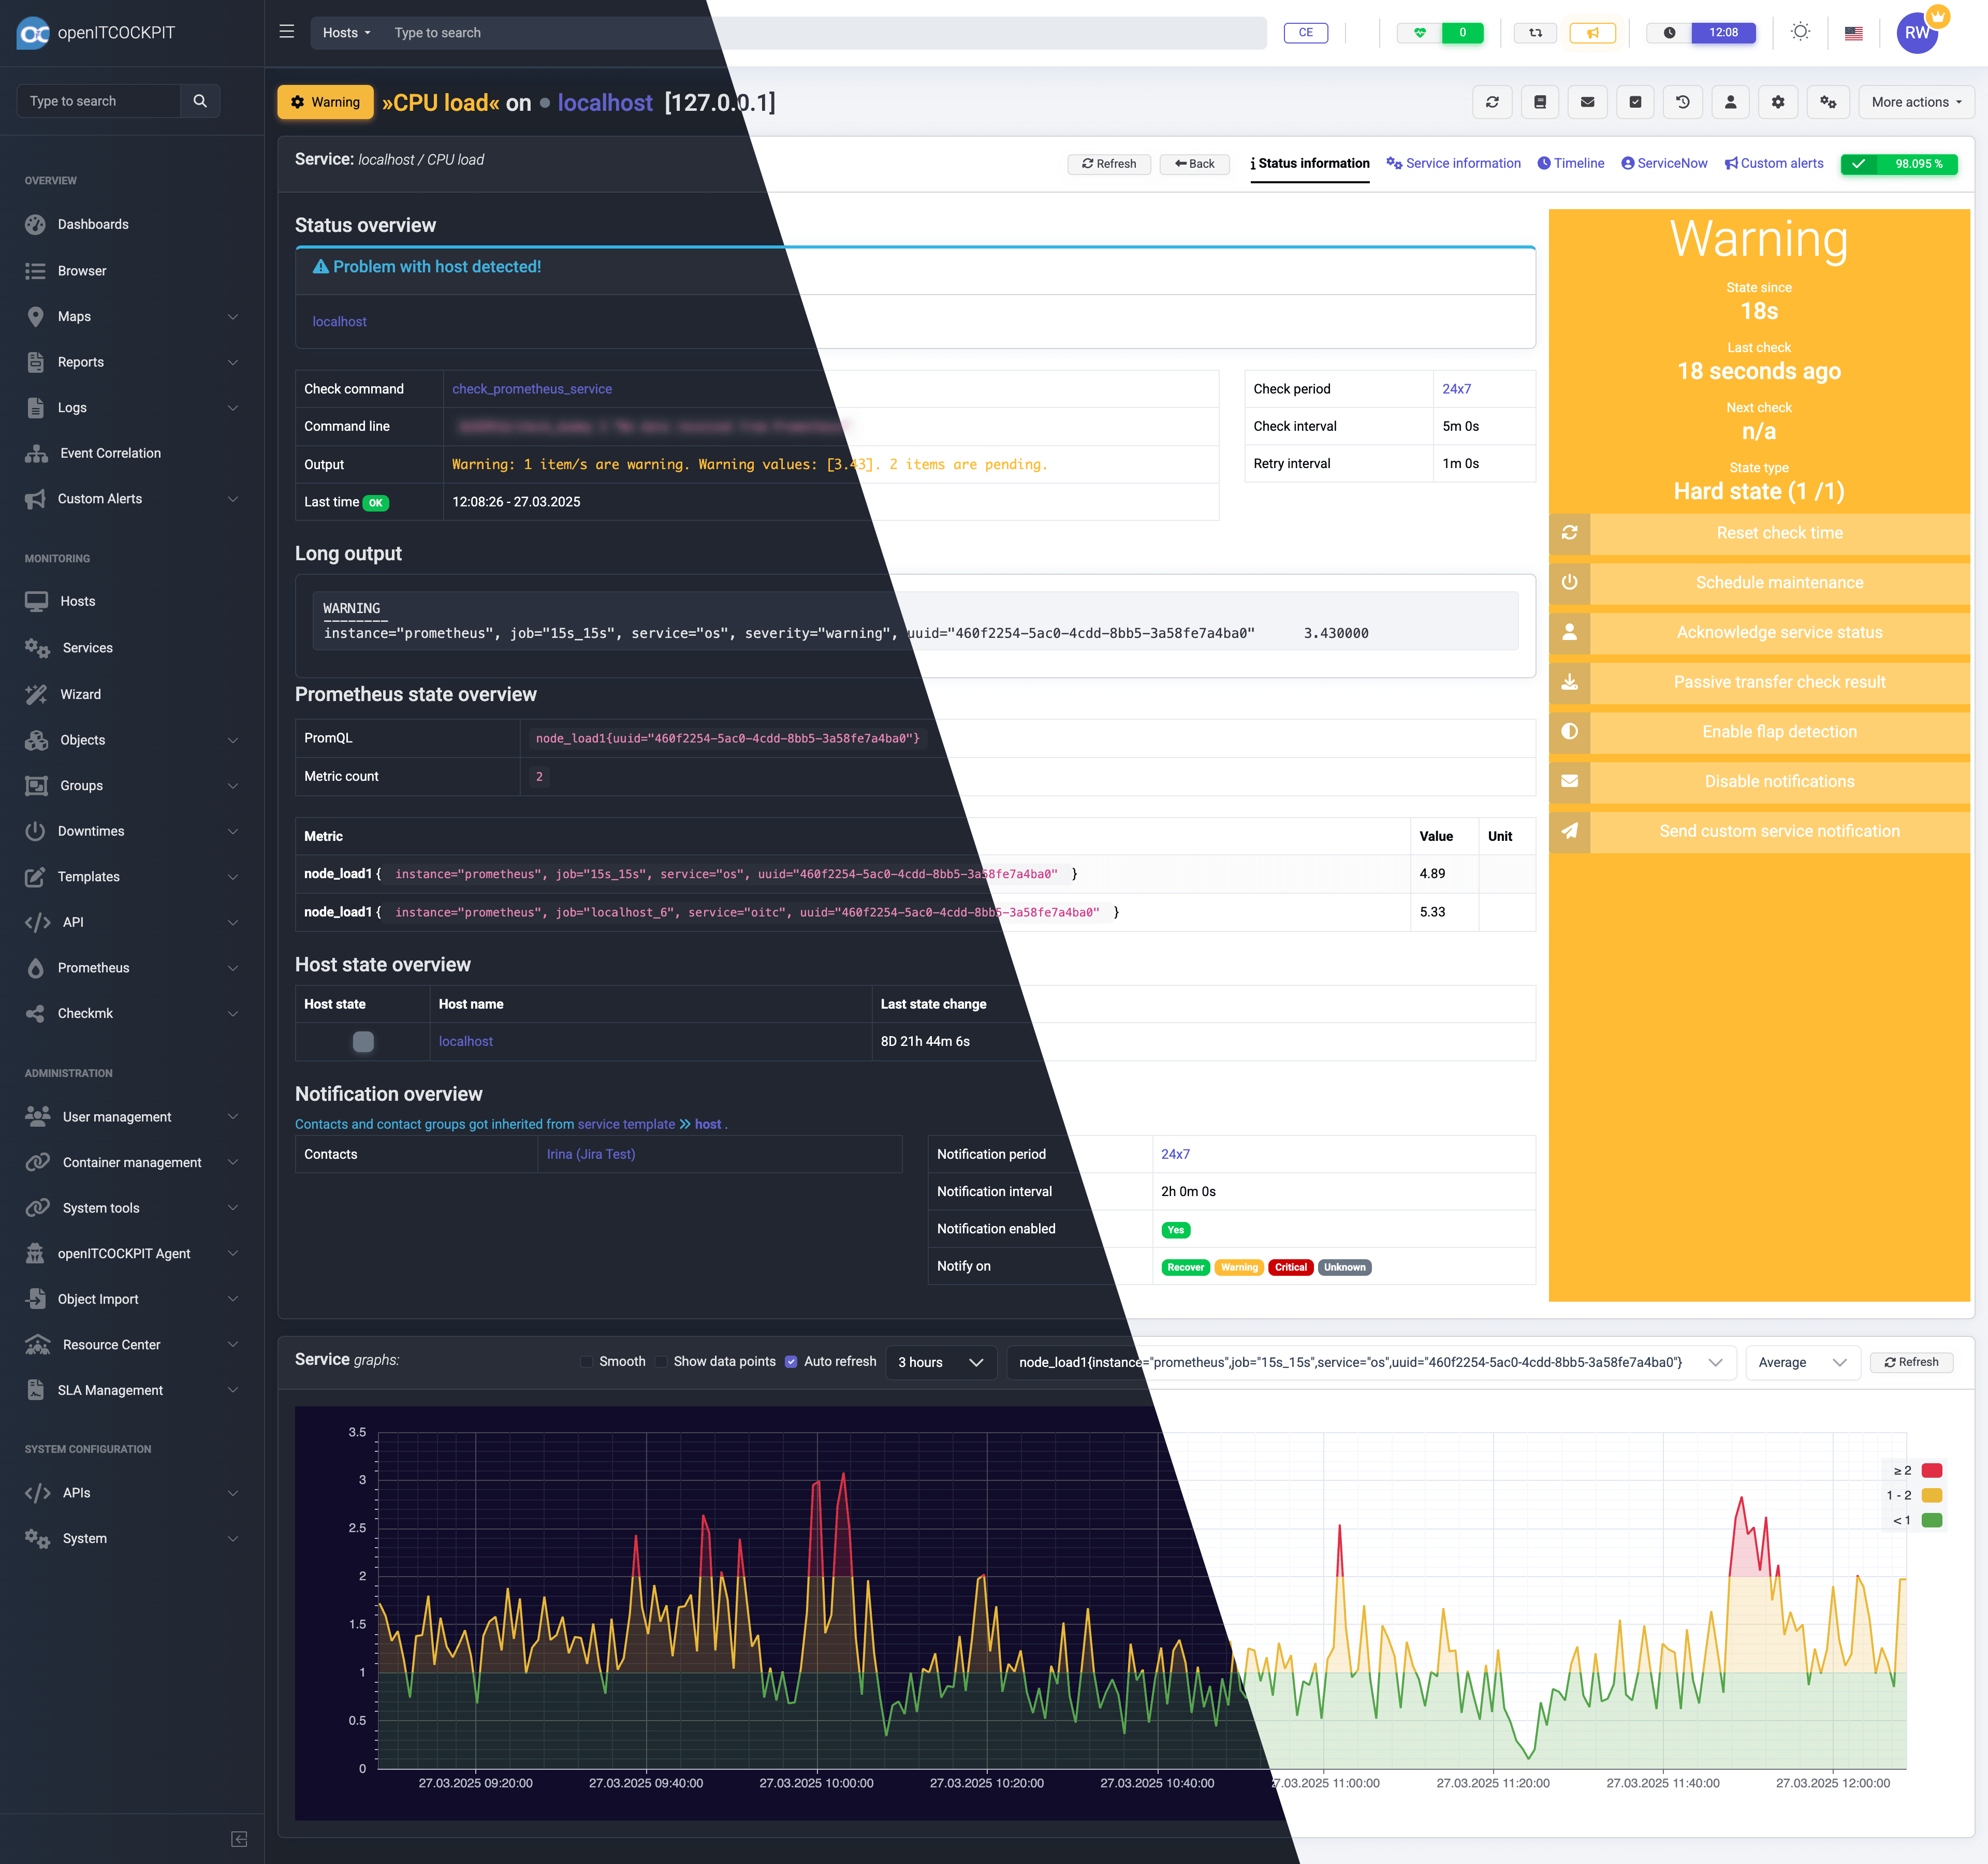 openITCOCKPIT
Hosts Type to search CE 0 12:08 RW
Type to search
Warning »CPU load« on localhost [127.0.0.1] More actions
Service: localhost / CPU load Refresh Back Status information Service information Timeline ServiceNow Custom alerts 98.095 %
OVERVIEW
Dashboards
Browser
Maps
Reports
Logs
Event Correlation
Custom Alerts
MONITORING
Hosts
Services
Wizard
Objects
Groups
Downtimes
Templates
API
Prometheus
Checkmk
ADMINISTRATION
User management
Container management
System tools
openITCOCKPIT Agent
Object Import
Resource Center
SLA Management
SYSTEM CONFIGURATION
APIs
System
Status overview
Problem with host detected!
localhost
Check command check_prometheus_service
Command line
Output Warning: 1 item/s are warning. Warning values: [3.43]. 2 items are pending.
Last time OK 12:08:26 - 27.03.2025
Check period 24x7
Check interval 5m 0s
Retry interval 1m 0s
Long output
WARNING
--------
instance="prometheus", job="15s_15s", service="os", severity="warning", uuid="460f2254-5ac0-4cdd-8bb5-3a58fe7a4ba0" 3.430000
Prometheus state overview
PromQL node_load1{uuid="460f2254-5ac0-4cdd-8bb5-3a58fe7a4ba0"}
Metric count 2
Metric Value Unit
node_load1 { instance="prometheus", job="15s_15s", service="os", uuid="460f2254-5ac0-4cdd-8bb5-3a58fe7a4ba0" } 4.89
node_load1 { instance="prometheus", job="localhost_6", service="oitc", uuid="460f2254-5ac0-4cdd-8bb5-3a58fe7a4ba0" } 5.33
Host state overview
Host state Host name Last state change
localhost 8D 21h 44m 6s
Notification overview
Contacts and contact groups got inherited from service template » host .
Contacts Irina (Jira Test)
Notification period 24x7
Notification interval 2h 0m 0s
Notification enabled Yes
Notify on Recover Warning Critical Unknown
Warning
State since
18s
Last check
18 seconds ago
Next check
n/a
State type
Hard state (1 /1)
Reset check time
Schedule maintenance
Acknowledge service status
Passive transfer check result
Enable flap detection
Disable notifications
Send custom service notification
Service graphs: Smooth Show data points Auto refresh 3 hours node_load1{instance="prometheus",job="15s_15s",service="os",uuid="460f2254-5ac0-4cdd-8bb5-3a58fe7a4ba0"} Average Refresh
3.5
3
2.5
2
1.5
1
0.5
0
≥ 2
1 - 2
< 1
27.03.2025 09:20:00 27.03.2025 09:40:00 27.03.2025 10:00:00 27.03.2025 10:20:00 27.03.2025 10:40:00 7.03.2025 11:00:00 27.03.2025 11:20:00 27.03.2025 11:40:00 27.03.2025 12:00:00